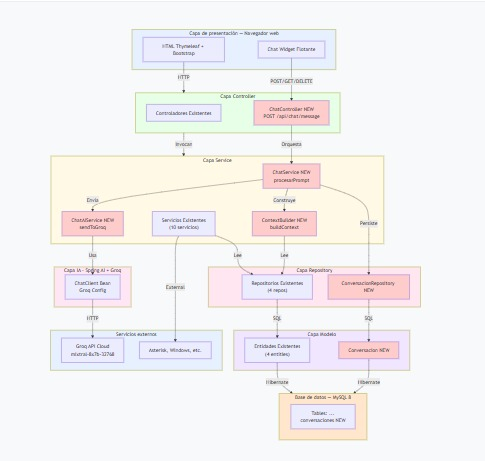 Capa de presentación — Navegador web
HTML Thymeleaf +
Bootstrap
Chat Widget Flotante
HTTP
POST/GET/DELETE
Capa Controller
Controladores Existentes
ChatController NEW
POST /api/chat/message
Invocan
Orquesta
Capa Service
ChatService NEW
procesarPrompt
Envía
Construye
Persiste
ChatAIService NEW
sendToGroq
Servicios Existentes
(10 servicios)
ContextBuilder NEW
buildContext
Usa
External
Lee
Lee
Capa IA - Spring AI + Groq
ChatClient Bean
Groq Config
Capa Repository
Repositorios Existentes
(4 repos)
ConversacionRepository
NEW
HTTP
SQL
SQL
Servicios externos
Groq API Cloud
mixtral-8x7b-32768
Asterisk, Windows, etc.
Capa Modelo
Entidades Existentes
(4 entities)
Conversacion NEW
Hibernate
Hibernate
Base de datos — MySQL 8
Tables: ...
conversaciones NEW